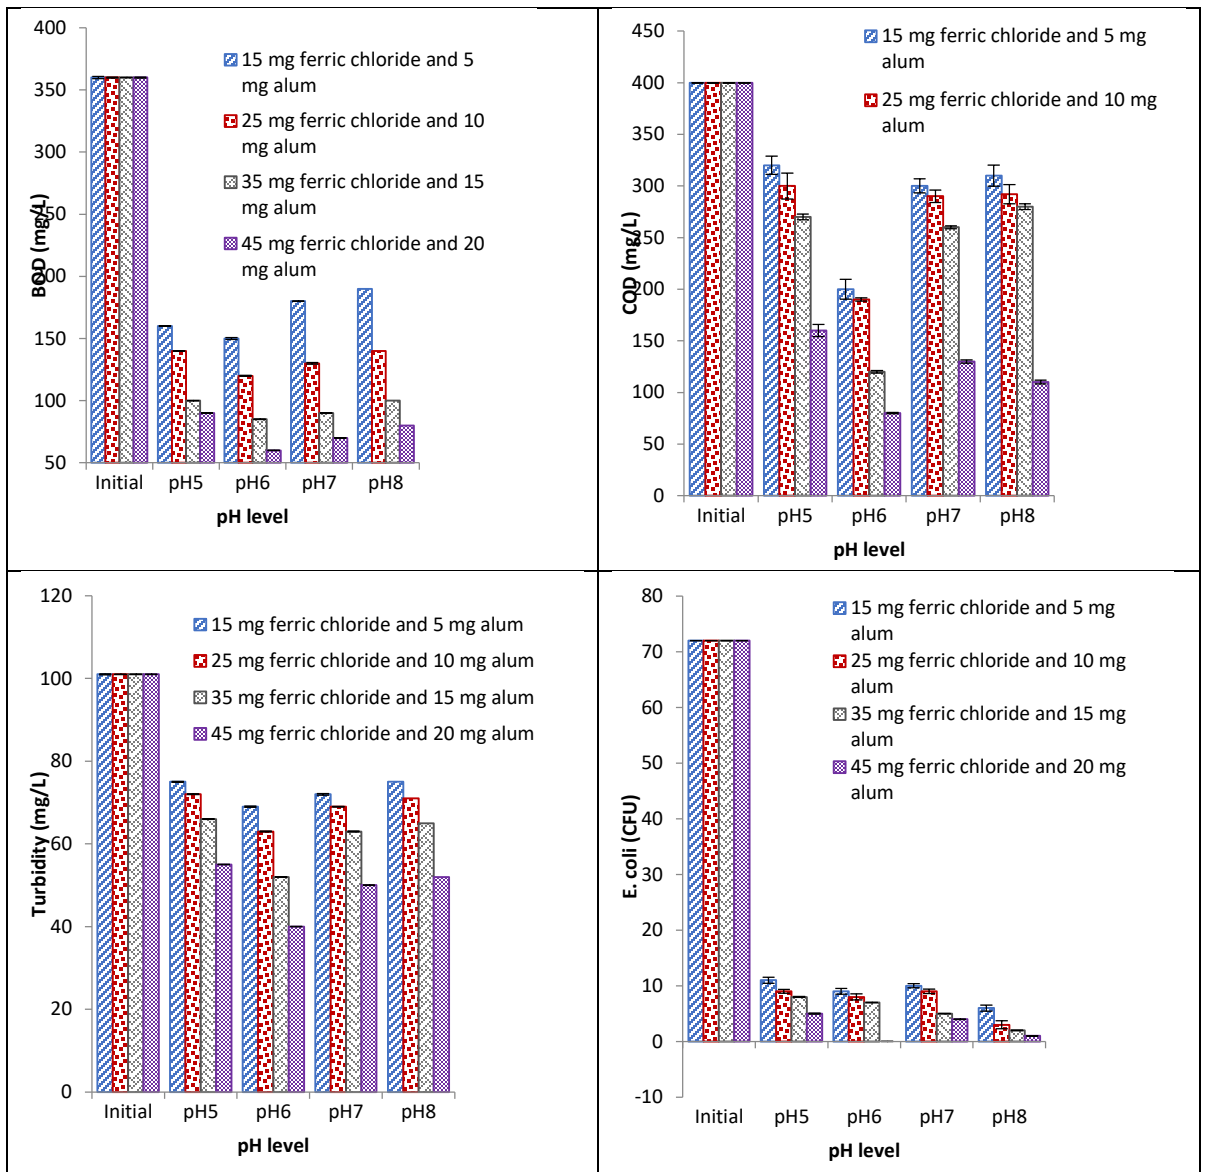 400
350
300
250
200
150
100
50
BOD (mg/L)
15 mg ferric chloride and 5
mg alum
25 mg ferric chloride and 10
mg alum
35 mg ferric chloride and 15
mg alum
45 mg ferric chloride and 20
mg alum
Initial pH5 pH6 pH7 pH8
pH level
450
400
350
300
250
200
150
100
50
0
COD (mg/L)
15 mg ferric chloride and 5 mg
alum
25 mg ferric chloride and 10 mg
alum
Initial pH5 pH6 pH7 pH8
pH level
120
100
80
60
40
20
0
Turbidity (mg/L)
15 mg ferric chloride and 5 mg alum
25 mg ferric chloride and 10 mg alum
35 mg ferric chloride and 15 mg alum
45 mg ferric chloride and 20 mg alum
Initial pH5 pH6 pH7 pH8
pH level
80
70
60
50
40
30
20
10
0
-10
E. coli (CFU)
15 mg ferric chloride and 5 mg
alum
25 mg ferric chloride and 10 mg
alum
35 mg ferric chloride and 15 mg
alum
45 mg ferric chloride and 20 mg
alum
Initial pH5 pH6 pH7 pH8
pH level